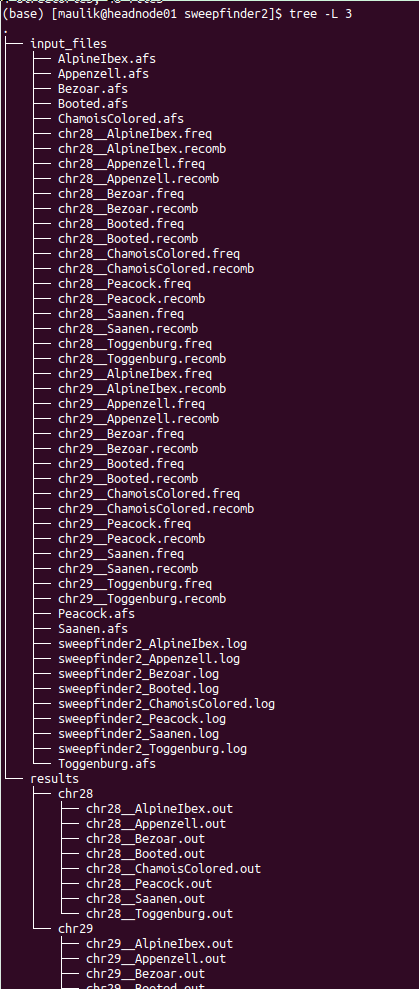 (base) [maulik@headnode01 sweepfinder2]$ tree -L 3
.
├── input_files
│   ├── AlpineIbex.afs
│   ├── Appenzell.afs
│   ├── Bezoar.afs
│   ├── Booted.afs
│   ├── ChamoisColored.afs
│   ├── chr28__AlpineIbex.freq
│   ├── chr28__AlpineIbex.recomb
│   ├── chr28__Appenzell.freq
│   ├── chr28__Appenzell.recomb
│   ├── chr28__Bezoar.freq
│   ├── chr28__Bezoar.recomb
│   ├── chr28__Booted.freq
│   ├── chr28__Booted.recomb
│   ├── chr28__ChamoisColored.freq
│   ├── chr28__ChamoisColored.recomb
│   ├── chr28__Peacock.freq
│   ├── chr28__Peacock.recomb
│   ├── chr28__Saanen.freq
│   ├── chr28__Saanen.recomb
│   ├── chr28__Toggenburg.freq
│   ├── chr28__Toggenburg.recomb
│   ├── chr29__AlpineIbex.freq
│   ├── chr29__AlpineIbex.recomb
│   ├── chr29__Appenzell.freq
│   ├── chr29__Appenzell.recomb
│   ├── chr29__Bezoar.freq
│   ├── chr29__Bezoar.recomb
│   ├── chr29__Booted.freq
│   ├── chr29__Booted.recomb
│   ├── chr29__ChamoisColored.freq
│   ├── chr29__ChamoisColored.recomb
│   ├── chr29__Peacock.freq
│   ├── chr29__Peacock.recomb
│   ├── chr29__Saanen.freq
│   ├── chr29__Saanen.recomb
│   ├── chr29__Toggenburg.freq
│   ├── chr29__Toggenburg.recomb
│   ├── Peacock.afs
│   ├── Saanen.afs
│   ├── sweepfinder2_AlpineIbex.log
│   ├── sweepfinder2_Appenzell.log
│   ├── sweepfinder2_Bezoar.log
│   ├── sweepfinder2_Booted.log
│   ├── sweepfinder2_ChamoisColored.log
│   ├── sweepfinder2_Peacock.log
│   ├── sweepfinder2_Saanen.log
│   ├── sweepfinder2_Toggenburg.log
│   └── Toggenburg.afs
└── results
    ├── chr28
    │   ├── chr28__AlpineIbex.out
    │   ├── chr28__Appenzell.out
    │   ├── chr28__Bezoar.out
    │   ├── chr28__Booted.out
    │   ├── chr28__ChamoisColored.out
    │   ├── chr28__Peacock.out
    │   ├── chr28__Saanen.out
    │   └── chr28__Toggenburg.out
    └── chr29
        ├── chr29__AlpineIbex.out
        ├── chr29__Appenzell.out
        ├── chr29__Bezoar.out
        ├── chr29__Booted.out